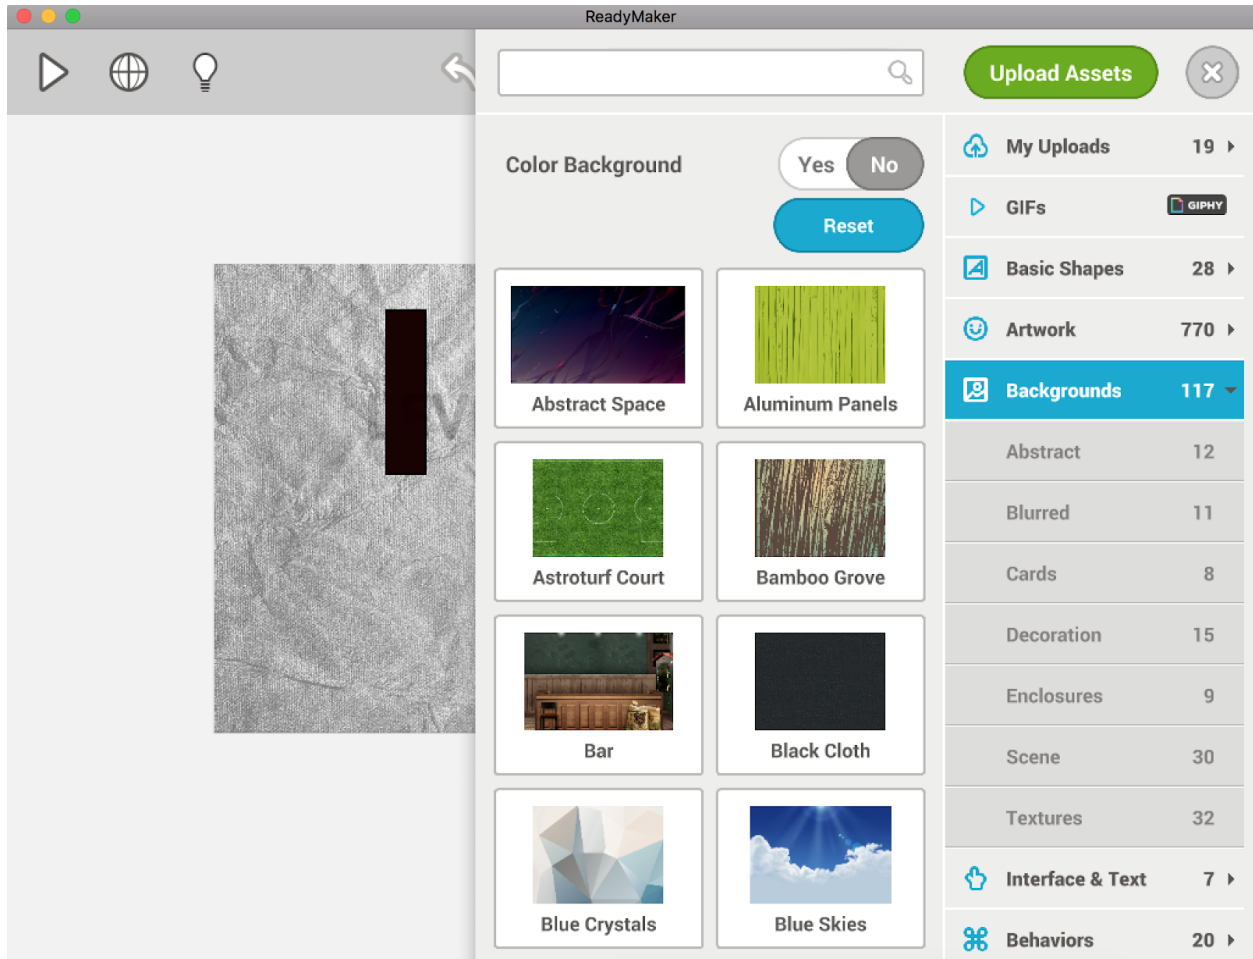 ReadyMaker
Upload Assets
Color Background
Yes No
Reset
Abstract Space
Aluminum Panels
Astroturf Court
Bamboo Grove
Bar
Black Cloth
Blue Crystals
Blue Skies
My Uploads 19
GIFs GIPHY
Basic Shapes 28
Artwork 770
Backgrounds 117
Abstract 12
Blurred 11
Cards 8
Decoration 15
Enclosures 9
Scene 30
Textures 32
Interface & Text 7
Behaviors 20